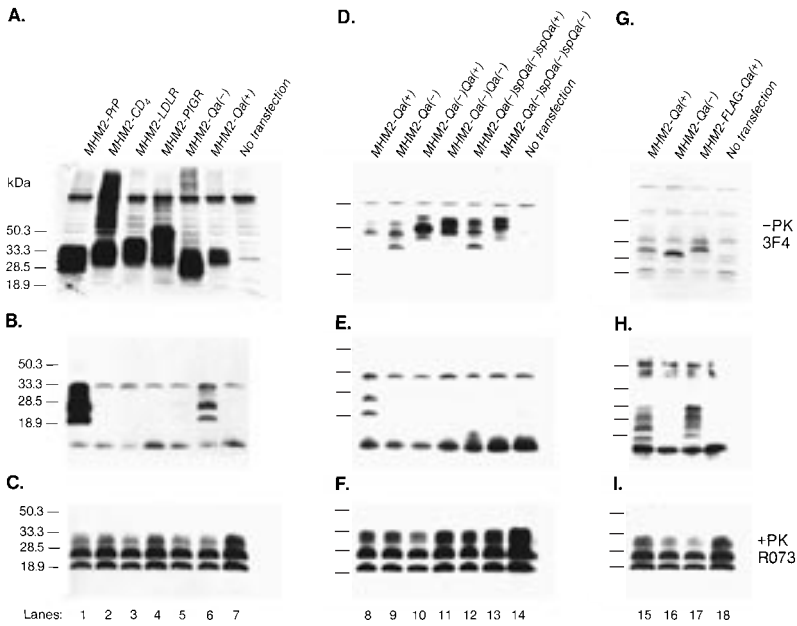 A.
MHM2-PrP
MHM2-CD4
MHM2-LDLR
MHM2-PIGR
MHM2-Qa(−)
MHM2-Qa(+)
No transfection
kDa
50.3
33.3
28.5
18.9
B.
50.3
33.3
28.5
18.9
C.
50.3
33.3
28.5
18.9
Lanes: 1 2 3 4 5 6 7
D.
MHM2-Qa(+)
MHM2-Qa(−)
MHM2-Qa(−)Qa(+)
MHM2-Qa(−)Qa(−)
MHM2-Qa(−)spQa(−)spQa(+)
MHM2-Qa(−)spQa(−)spQa(−)
No transfection
E.
F.
8 9 10 11 12 13 14
G.
MHM2-Qa(+)
MHM2-Qa(−)
MHM2-FLAG-Qa(+)
No transfection
−PK
3F4
H.
I.
+PK
R073
15 16 17 18